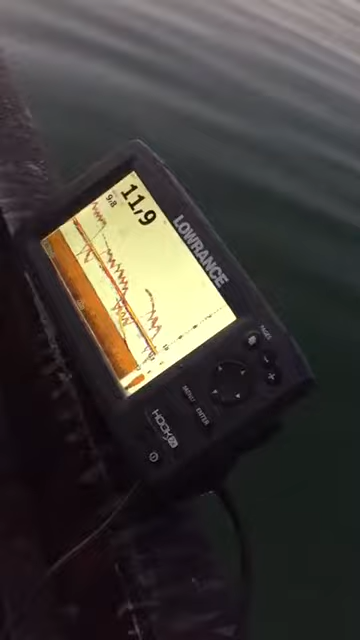 11,9
9.8
LOWRANCE
PAGES
MENU
ENTER
HOOK